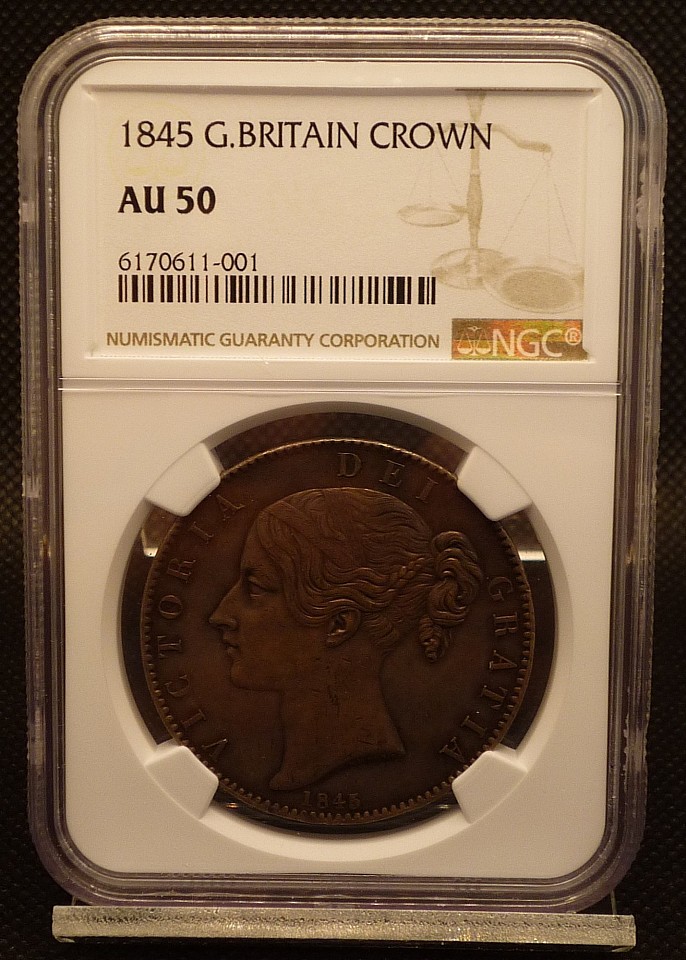 1845 G.BRITAIN CROWN
AU 50
6170611-001
NUMISMATIC GUARANTY CORPORATION
NGC®
VICTORIA DEI GRATIA
1845